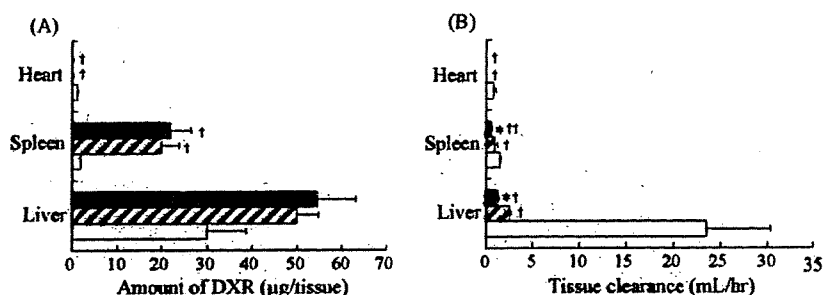 (A)
Heart
†
†
Spleen
†
†
Liver
0 10 20 30 40 50 60 70
Amount of DXR (µg/tissue)
(B)
Heart
†
†
Spleen
*††
†
Liver
*†
†
0 5 10 15 20 25 30 35
Tissue clearance (mL/hr)